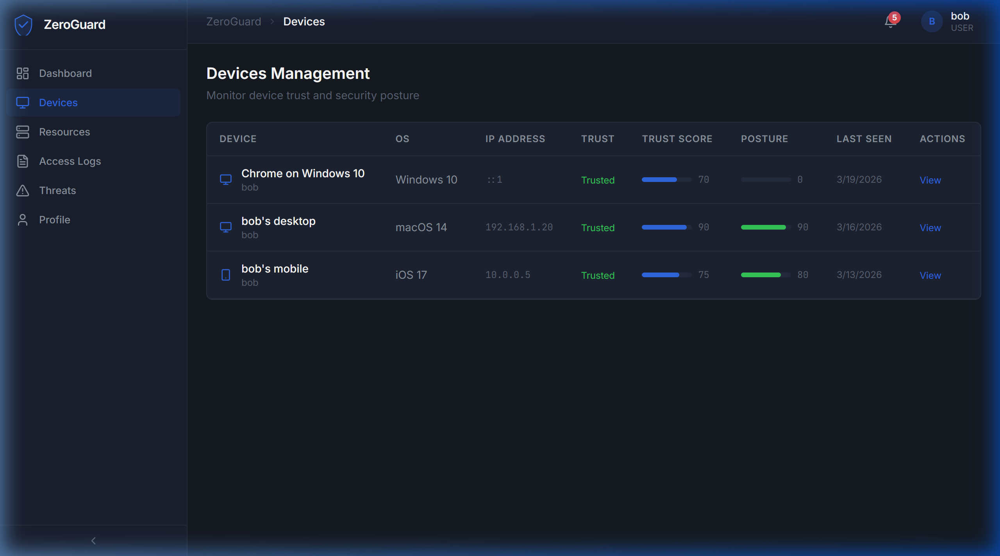 ZeroGuard
ZeroGuard > Devices
5
B
bob
USER
Dashboard
Devices
Resources
Access Logs
Threats
Profile
Devices Management
Monitor device trust and security posture
DEVICE OS IP ADDRESS TRUST TRUST SCORE POSTURE LAST SEEN ACTIONS
Chrome on Windows 10
bob
Windows 10 ::1 Trusted 70 0 3/19/2026 View
bob's desktop
bob
macOS 14 192.168.1.20 Trusted 90 90 3/16/2026 View
bob's mobile
bob
iOS 17 10.0.0.5 Trusted 75 80 3/13/2026 View